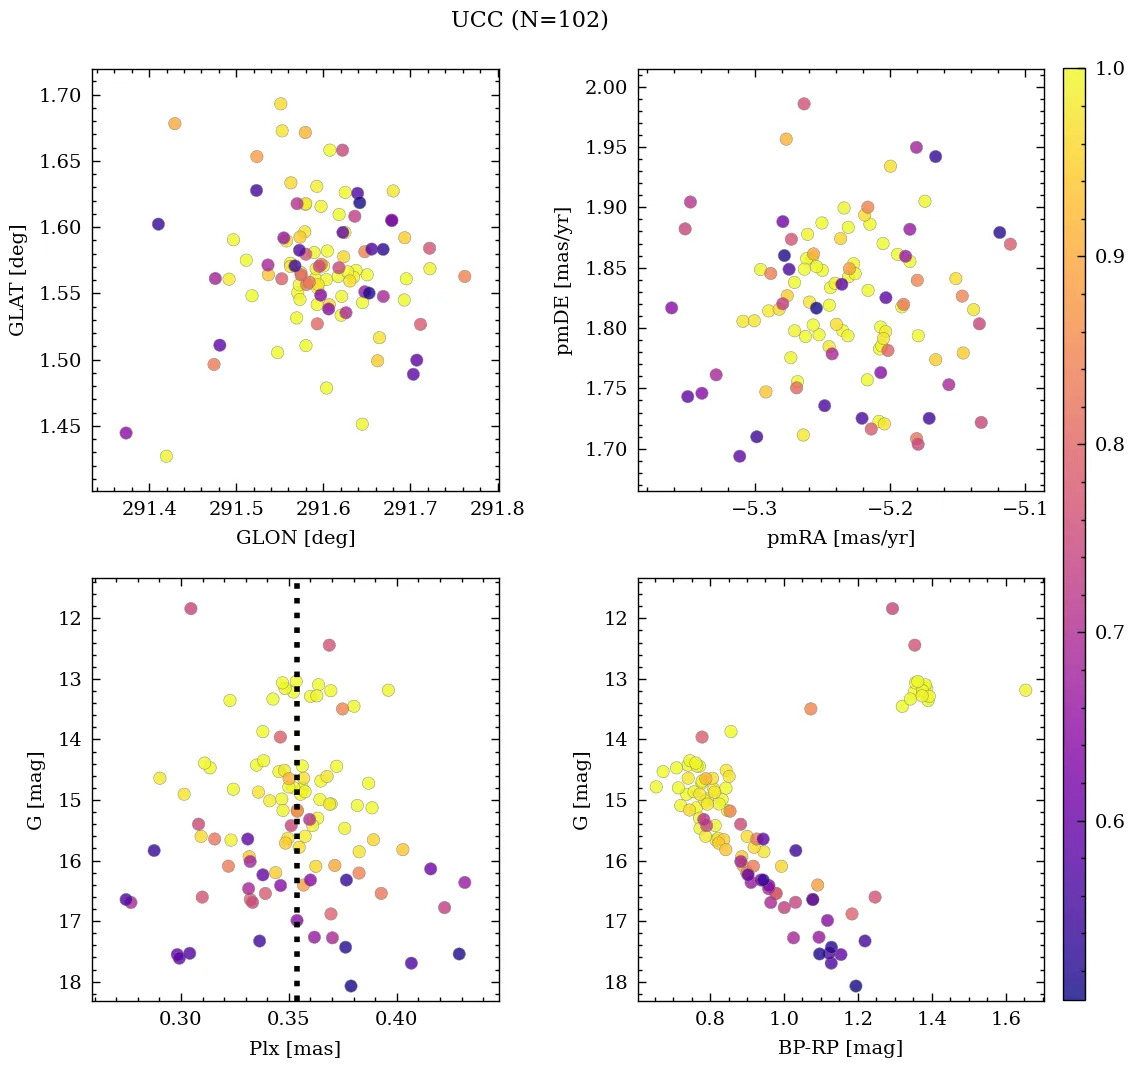 UCC (N=102)
1.70
1.65
1.60
1.55
1.50
1.45
GLAT [deg]
291.4 291.5 291.6 291.7 291.8
GLON [deg]
2.00
1.95
1.90
1.85
1.80
1.75
1.70
pmDE [mas/yr]
−5.3 −5.2 −5.1
pmRA [mas/yr]
1.0
0.9
0.8
0.7
0.6
12
13
14
15
16
17
18
G [mag]
0.30 0.35 0.40
Plx [mas]
12
13
14
15
16
17
18
G [mag]
0.8 1.0 1.2 1.4 1.6
BP-RP [mag]